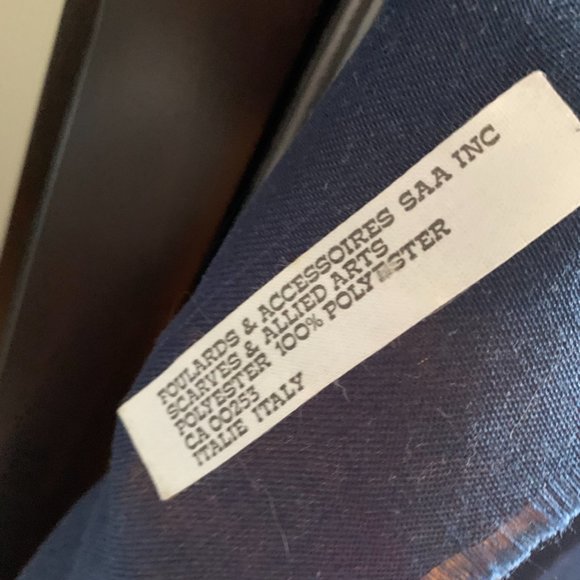 FOULARDS & ACCESSOIRES SAA INC
SCARVES & ALLIED ARTS
POLYESTER 100% POLYESTER
CA 00253
ITALIE ITALY